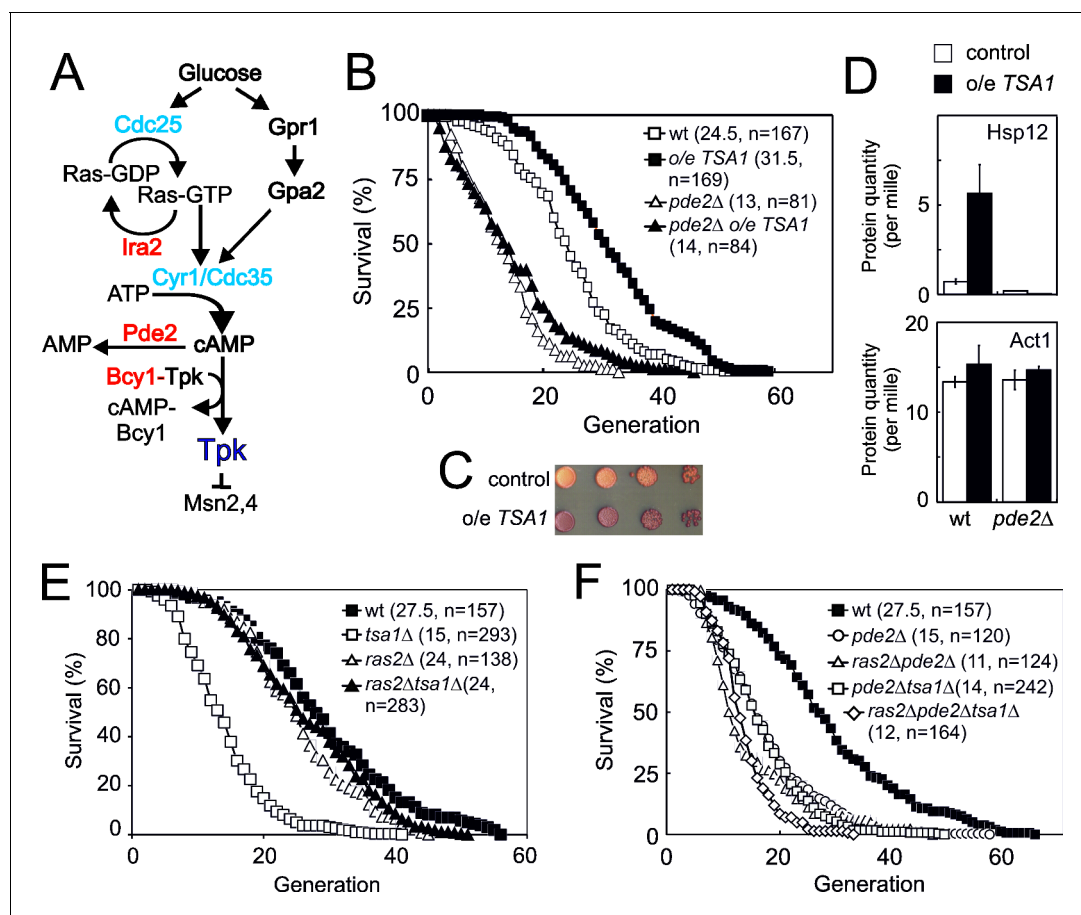 A
Glucose
Cdc25
Gpr1
Ras-GDP
Ras-GTP
Gpa2
Ira2
Cyr1/Cdc35
ATP
Pde2
AMP
cAMP
Bcy1-Tpk
cAMP-
Bcy1
Tpk
Msn2,4
B
Survival (%)
100
75
50
25
0
0 20 40 60
Generation
wt (24.5, n=167)
o/e TSA1 (31.5,
n=169)
pde2Δ (13, n=81)
pde2Δ o/e TSA1
(14, n=84)
C
control
o/e TSA1
D
control
o/e TSA1
Hsp12
Protein quantity
(per mille)
5
0
Act1
Protein quantity
(per mille)
20
15
10
5
0
wt pde2Δ
E
Survival (%)
100
80
60
40
20
0
0 20 40 60
Generation
wt (27.5, n=157)
tsa1Δ (15, n=293)
ras2Δ (24, n=138)
ras2Δtsa1Δ(24,
n=283)
F
Survival (%)
100
75
50
25
0
0 10 20 30 40 50 60 70
Generation
wt (27.5, n=157)
pde2Δ (15, n=120)
ras2Δpde2Δ (11, n=124)
pde2Δtsa1Δ(14, n=242)
ras2Δpde2Δtsa1Δ
(12, n=164)